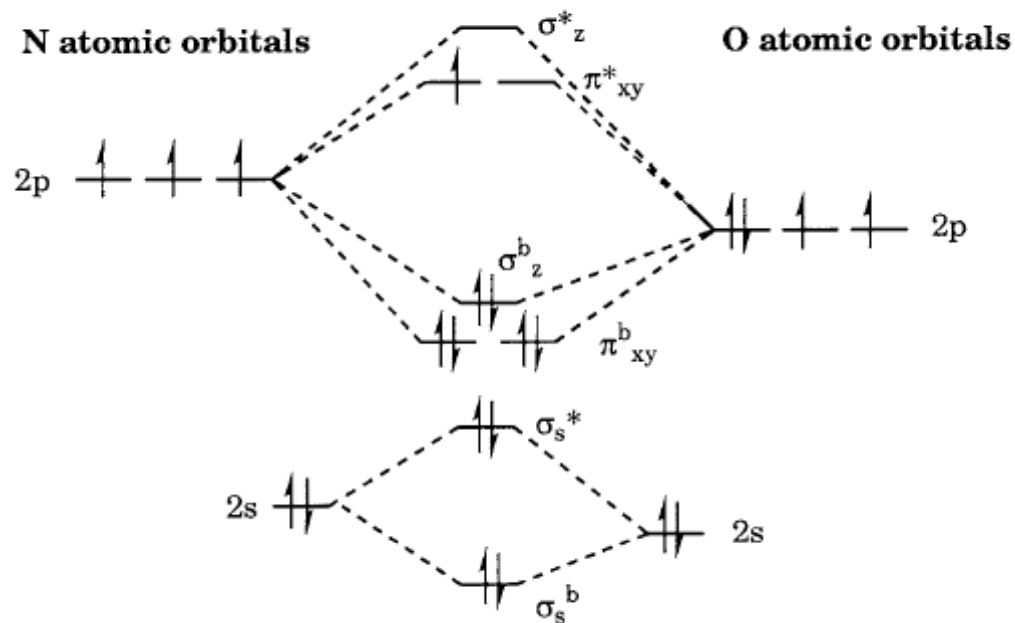 N atomic orbitals
O atomic orbitals
σ*z
π*xy
2p
2p
σbz
πbxy
σs*
2s
2s
σsb